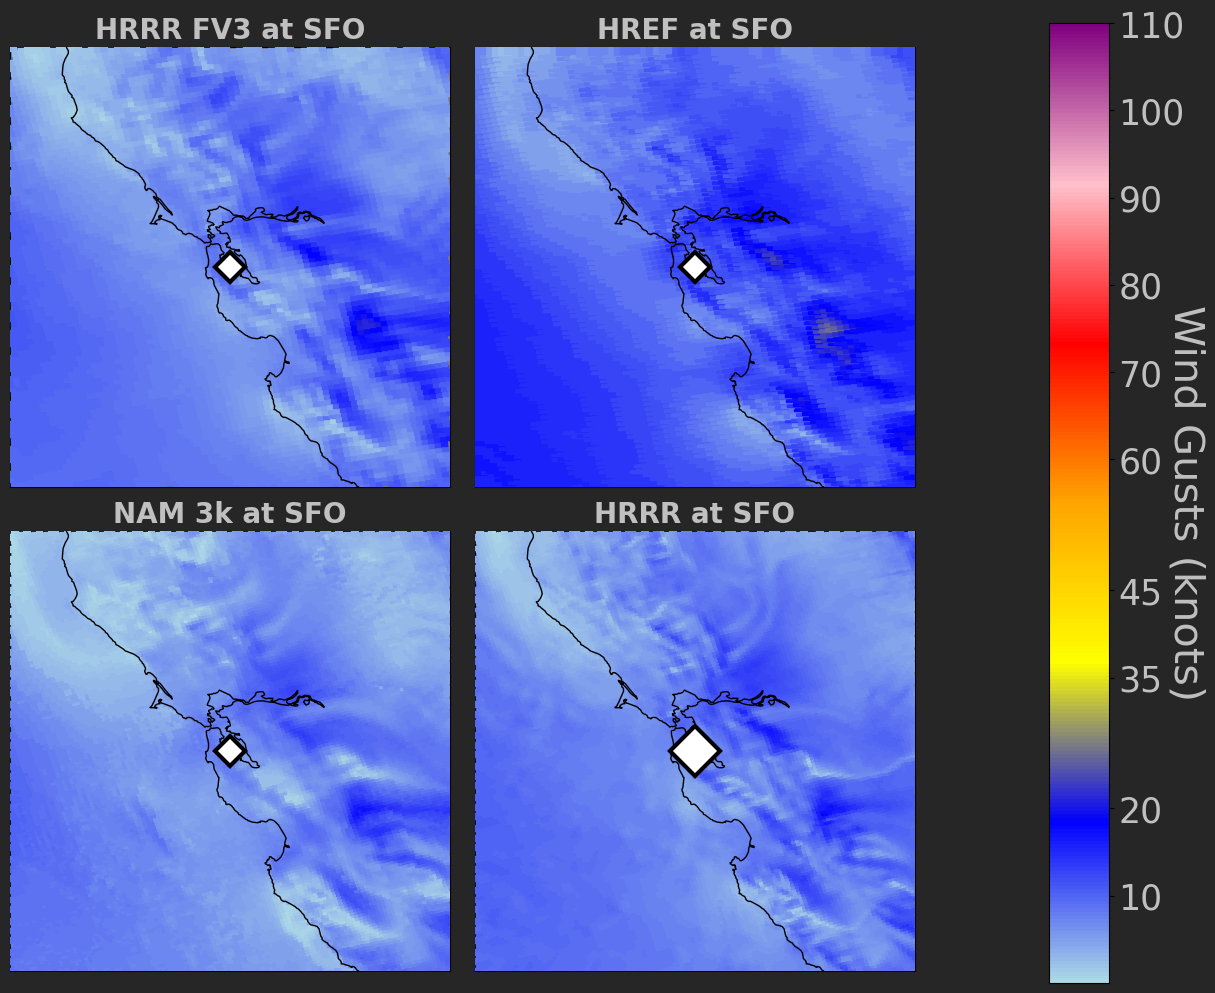 HRRR FV3 at SFO
HREF at SFO
NAM 3k at SFO
HRRR at SFO
110
100
90
80
70
60
45
35
20
10
Wind Gusts (knots)